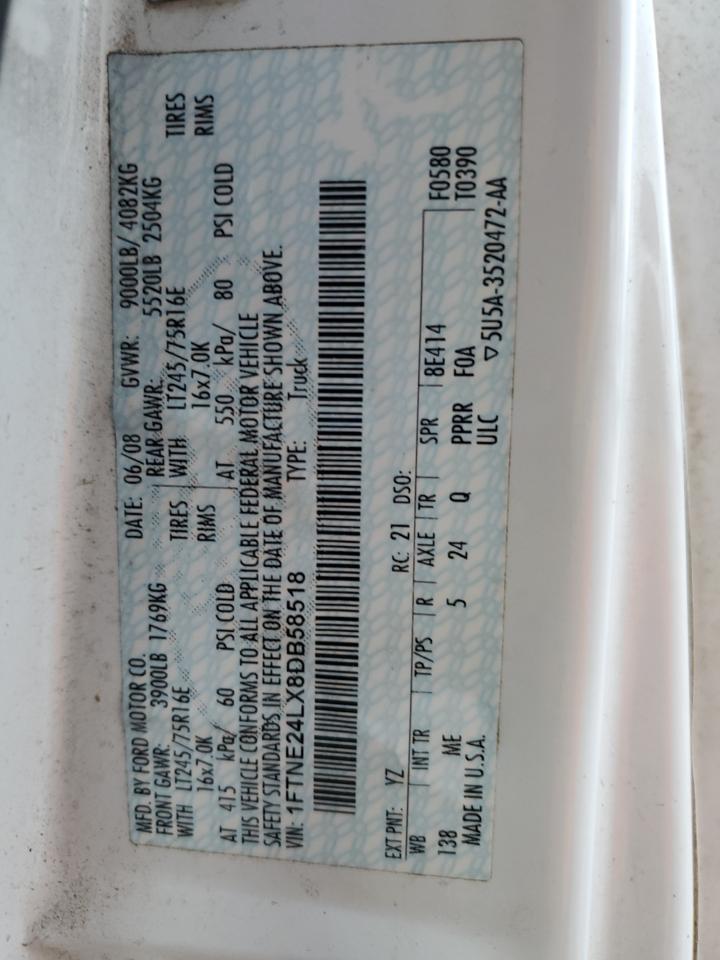 MFD. BY FORD MOTOR CO. DATE: 06/08 GVWR: 9000LB/ 4082KG
FRONT GAWR: 3900LB 1769KG REAR GAWR: 5520LB 2504KG
WITH LT245/75R16E TIRES WITH LT245/75R16E TIRES
16x7.0K RIMS 16x7.0K RIMS
AT 415 kPa/ 60 PSI COLD AT 550 kPa/ 80 PSI COLD
THIS VEHICLE CONFORMS TO ALL APPLICABLE FEDERAL MOTOR VEHICLE
SAFETY STANDARDS IN EFFECT ON THE DATE OF MANUFACTURE SHOWN ABOVE.
VIN: 1FTNE24LX8DB58518 TYPE: Truck
EXT PNT: YZ RC: 21 DSO:
WB INT TR TP/PS R AXLE TR SPR 8E414 F0580
138 ME 5 24 Q PPRR FOA T0390
MADE IN U.S.A. ULC ▽5U5A-3520472-AA